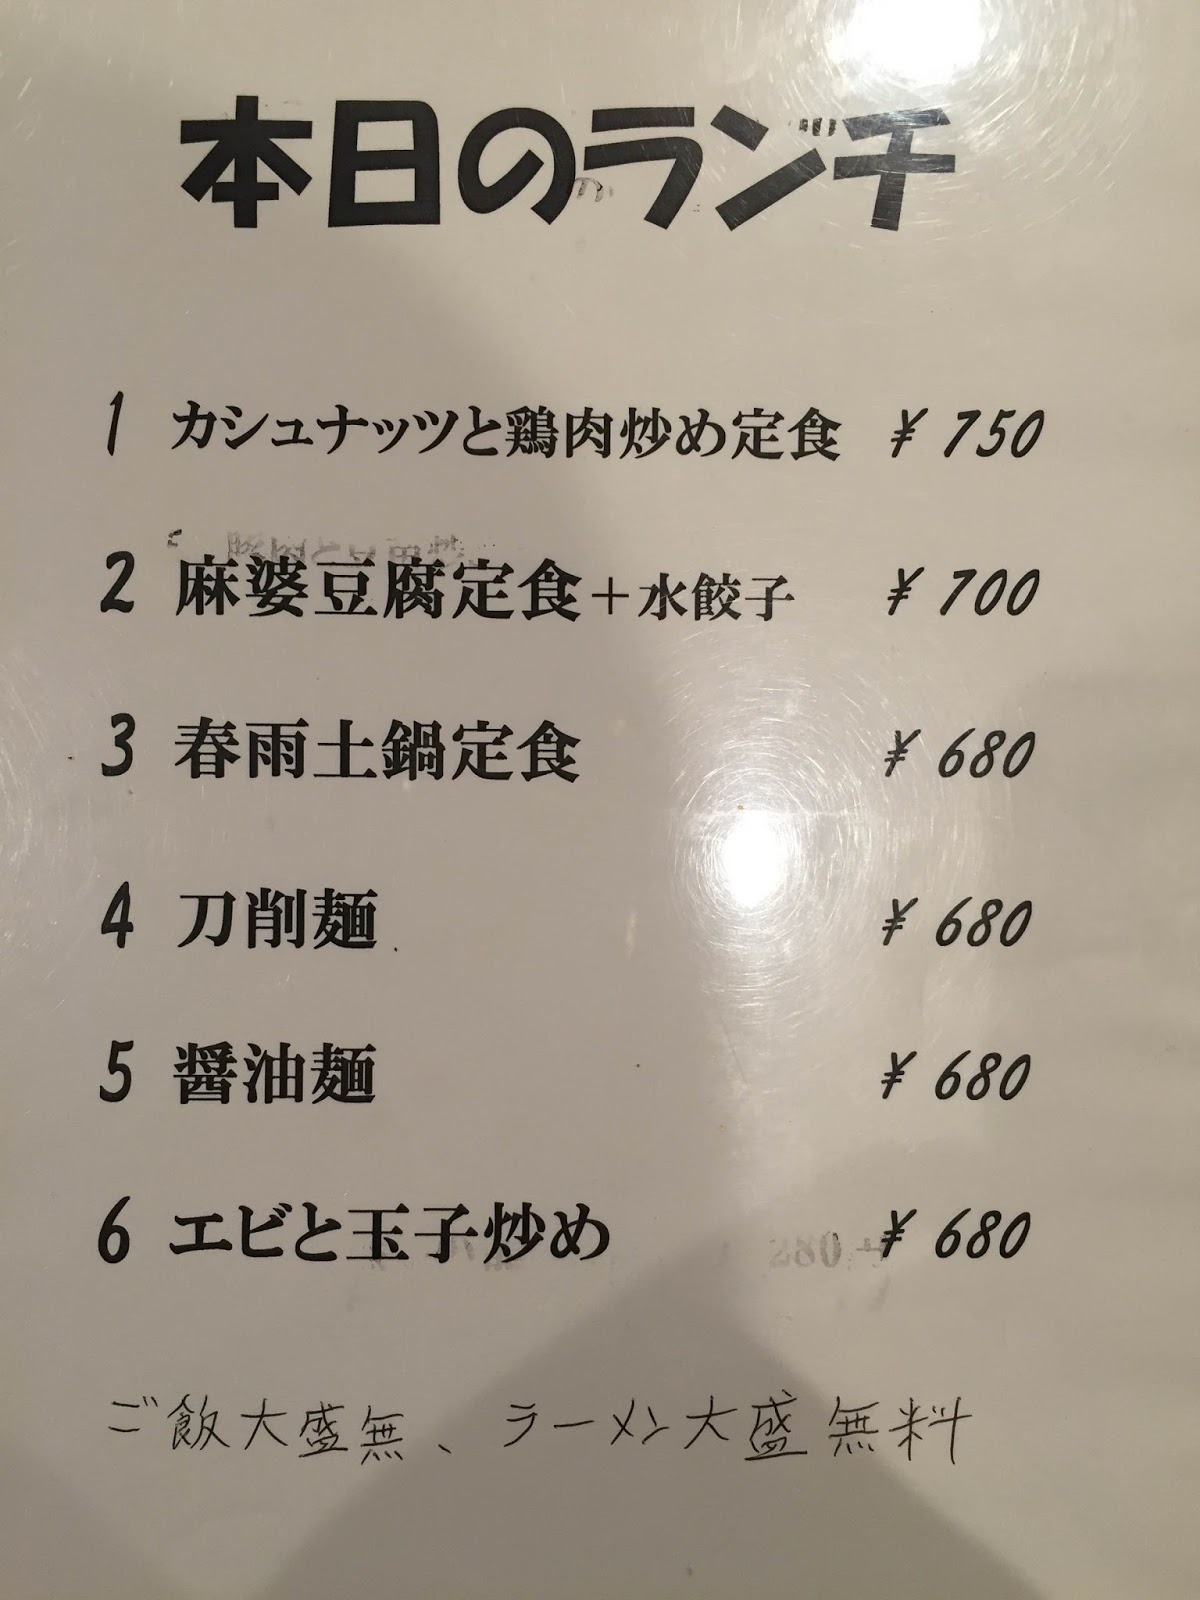 本日のランチ
1 カシュナッツと鶏肉炒め定食 ¥ 750
2 麻婆豆腐定食＋水餃子 ¥ 700
3 春雨土鍋定食 ¥ 680
4 刀削麺 ¥ 680
5 醤油麺 ¥ 680
6 エビと玉子炒め ¥ 680
ご飯大盛無、ラーメン大盛無料